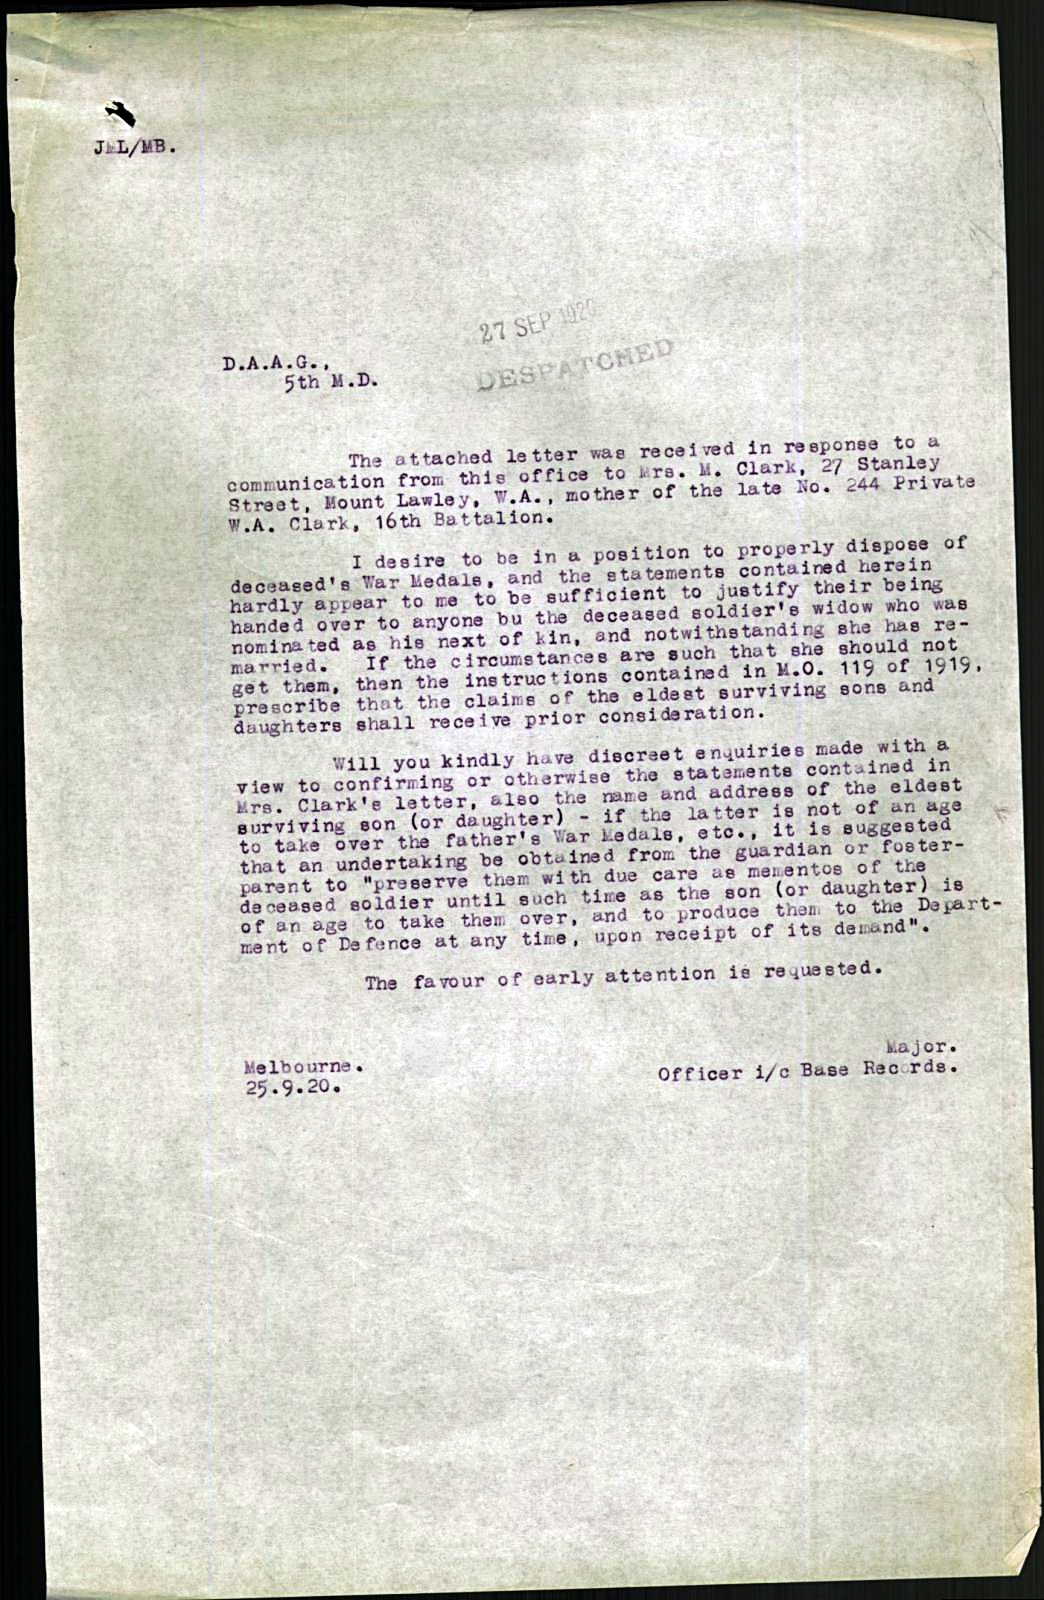 JML/MB.
27 SEP 1920
DESPATCHED
D.A.A.G.,
5th M.D.
The attached letter was received in response to a
communication from this office to Mrs. M. Clark, 27 Stanley
Street, Mount Lawley, W.A., mother of the late No. 244 Private
W.A. Clark, 16th Battalion.
I desire to be in a position to properly dispose of
deceased's War Medals, and the statements contained herein
hardly appear to me to be sufficient to justify their being
handed over to anyone bu the deceased soldier's widow who was
nominated as his next of kin, and notwithstanding she has re-
married. If the circumstances are such that she should not
get them, then the instructions contained in M.O. 119 of 1919,
prescribe that the claims of the eldest surviving sons and
daughters shall receive prior consideration.
Will you kindly have discreet enquiries made with a
view to confirming or otherwise the statements contained in
Mrs. Clark's letter, also the name and address of the eldest
surviving son (or daughter) - if the latter is not of an age
to take over the father's War Medals, etc., it is suggested
that an undertaking be obtained from the guardian or foster-
parent to "preserve them with due care as mementos of the
deceased soldier until such time as the son (or daughter) is
of an age to take them over, and to produce them to the Depart-
ment of Defence at any time, upon receipt of its demand".
The favour of early attention is requested.
Major.
Melbourne.
Officer i/c Base Records.
25.9.20.